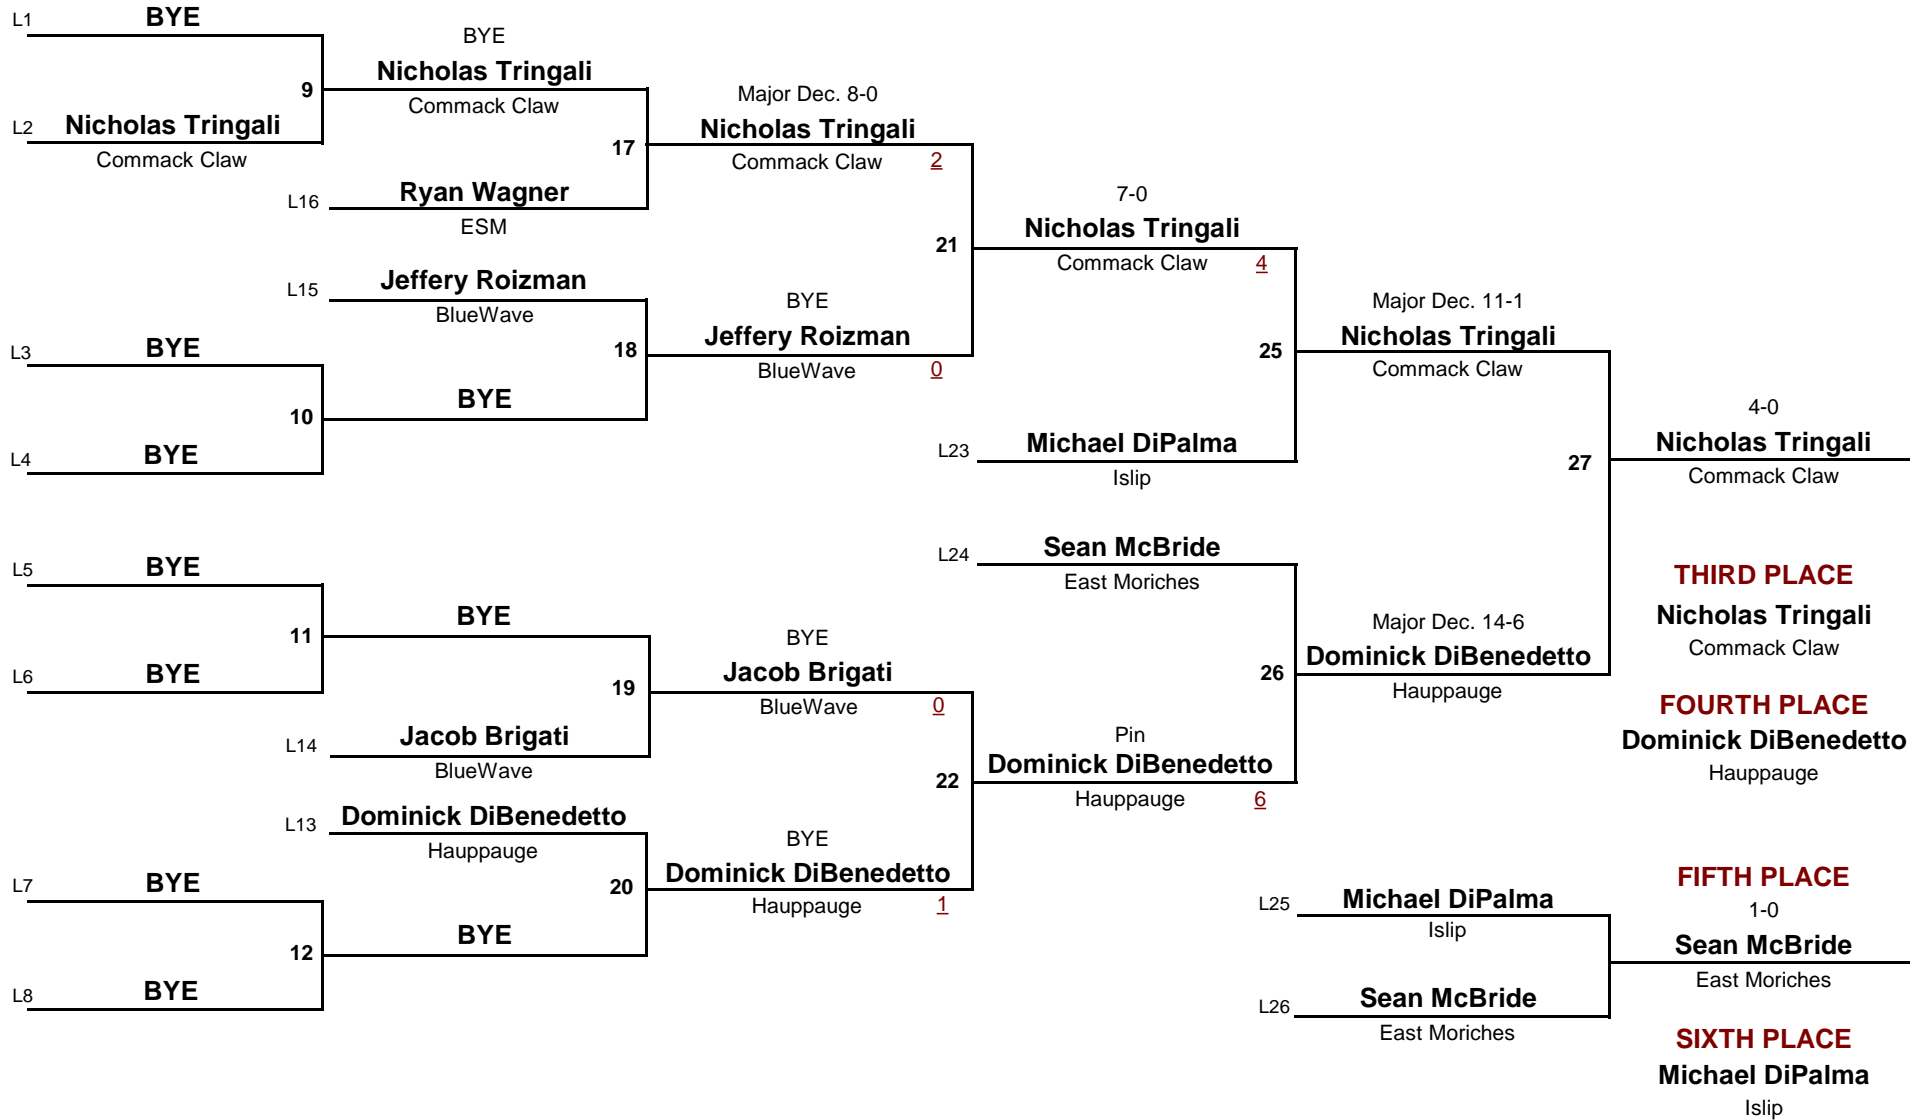 L1 BYE
9
L2 Nicholas Tringali
Commack Claw
BYE
Nicholas Tringali
Commack Claw
17
L16 Ryan Wagner
ESM
Major Dec. 8-0
Nicholas Tringali
Commack Claw 2
21
L15 Jeffery Roizman
BlueWave
18
L3 BYE
10
L4 BYE
BYE
BYE
Jeffery Roizman
BlueWave 0
7-0
Nicholas Tringali
Commack Claw 4
25
L23 Michael DiPalma
Islip
Major Dec. 11-1
Nicholas Tringali
Commack Claw
27
4-0
Nicholas Tringali
Commack Claw
L5 BYE
11
L6 BYE
BYE
19
L14 Jacob Brigati
BlueWave
BYE
Jacob Brigati
BlueWave 0
22
L13 Dominick DiBenedetto
Hauppauge
20
L7 BYE
12
L8 BYE
BYE
BYE
Dominick DiBenedetto
Hauppauge 1
L24 Sean McBride
East Moriches
26
Pin
Dominick DiBenedetto
Hauppauge 6
Major Dec. 14-6
Dominick DiBenedetto
Hauppauge
THIRD PLACE
Nicholas Tringali
Commack Claw
FOURTH PLACE
Dominick DiBenedetto
Hauppauge
L25 Michael DiPalma
Islip
L26 Sean McBride
East Moriches
FIFTH PLACE
1-0
Sean McBride
East Moriches
SIXTH PLACE
Michael DiPalma
Islip